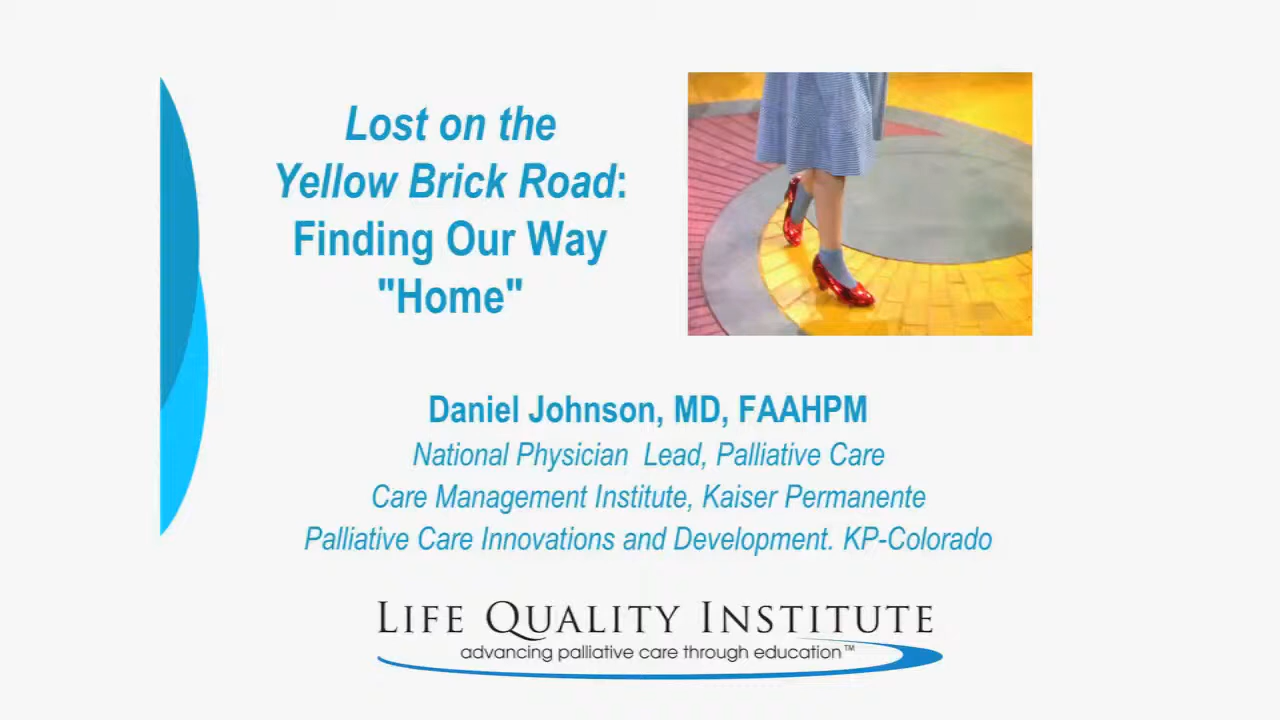 Lost on the
Yellow Brick Road:
Finding Our Way
"Home"
Daniel Johnson, MD, FAAHPM
National Physician Lead, Palliative Care
Care Management Institute, Kaiser Permanente
Palliative Care Innovations and Development. KP-Colorado
LIFE QUALITY INSTITUTE
advancing palliative care through education™